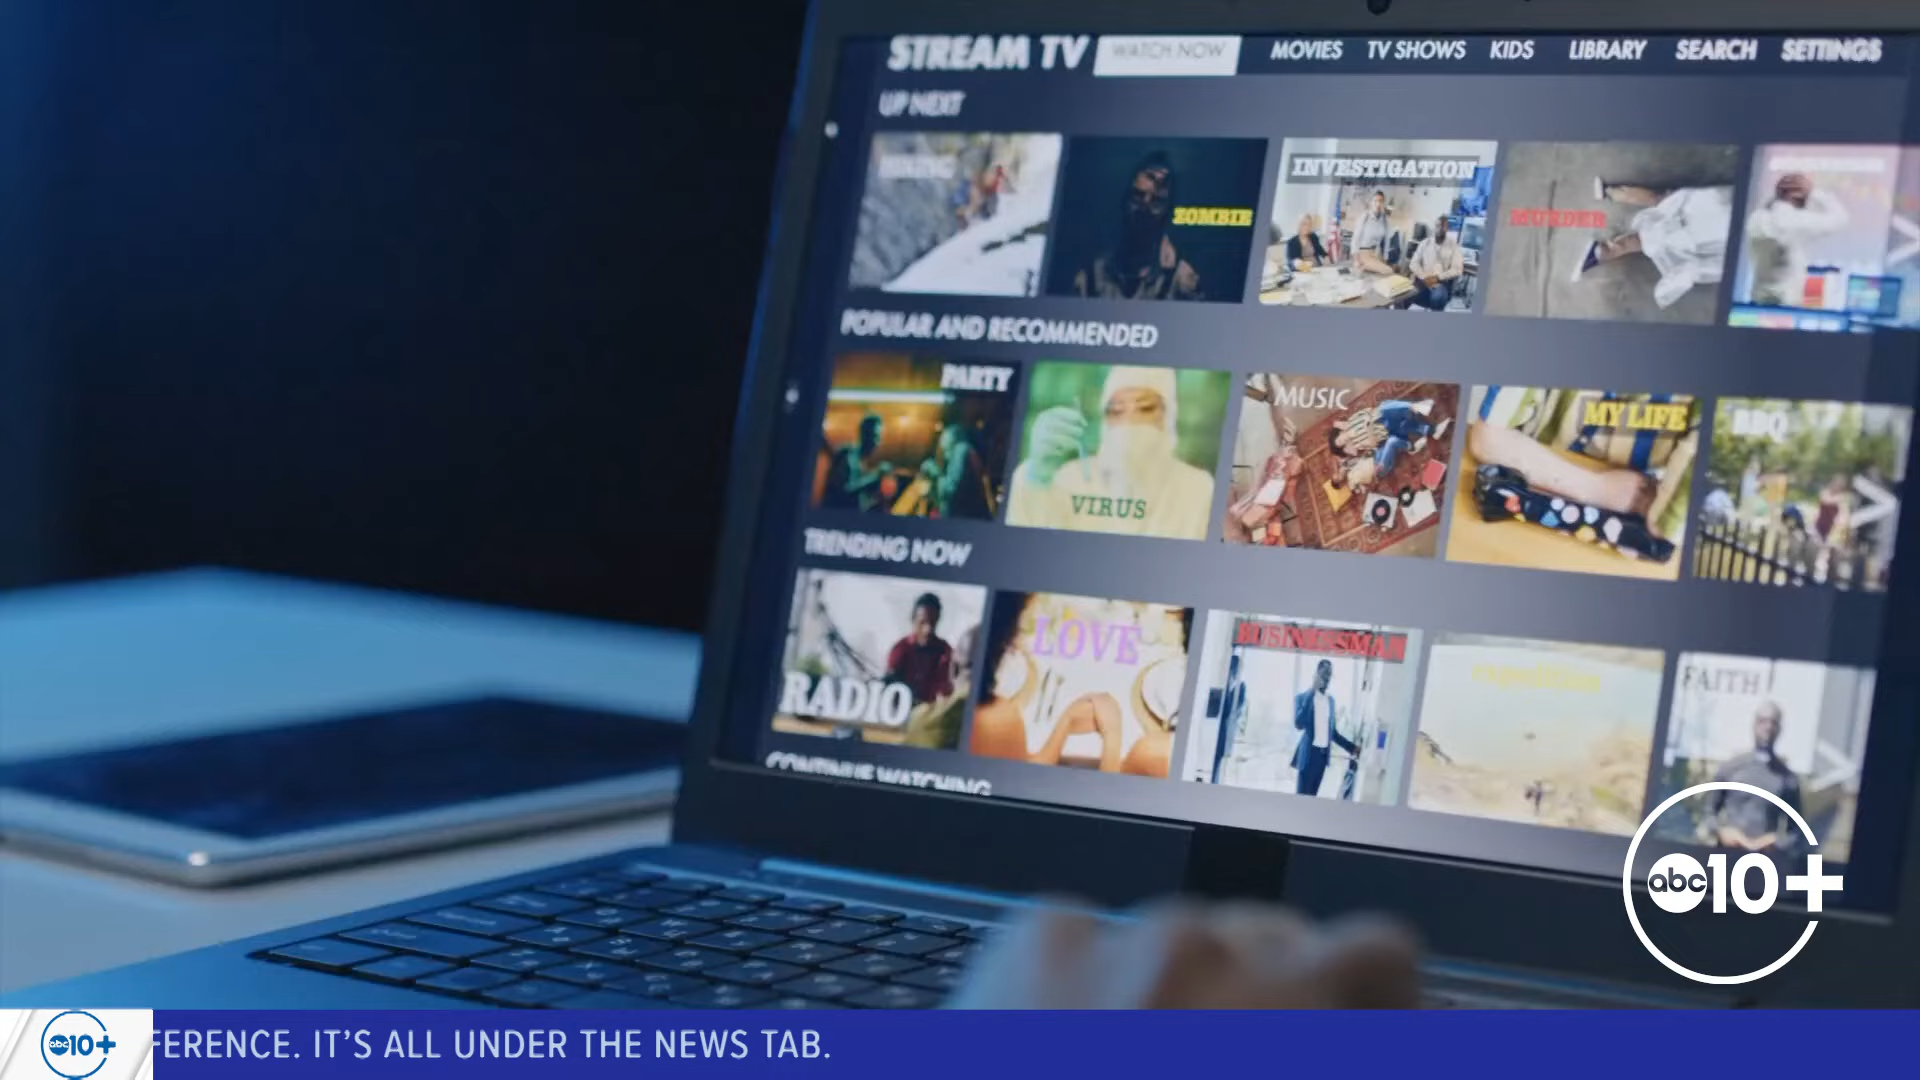 STREAM TV WATCH NOW MOVIES TV SHOWS KIDS LIBRARY SEARCH SETTINGS
UP NEXT
ZOMBIE
INVESTIGATION
MURDER
POPULAR AND RECOMMENDED
PARTY
VIRUS
MUSIC
MY LIFE
BBQ
TRENDING NOW
RADIO
LOVE
BUSINESSMAN
FAITH
CONTINUE WATCHING
abc10+
abc10+
FERENCE. IT'S ALL UNDER THE NEWS TAB.